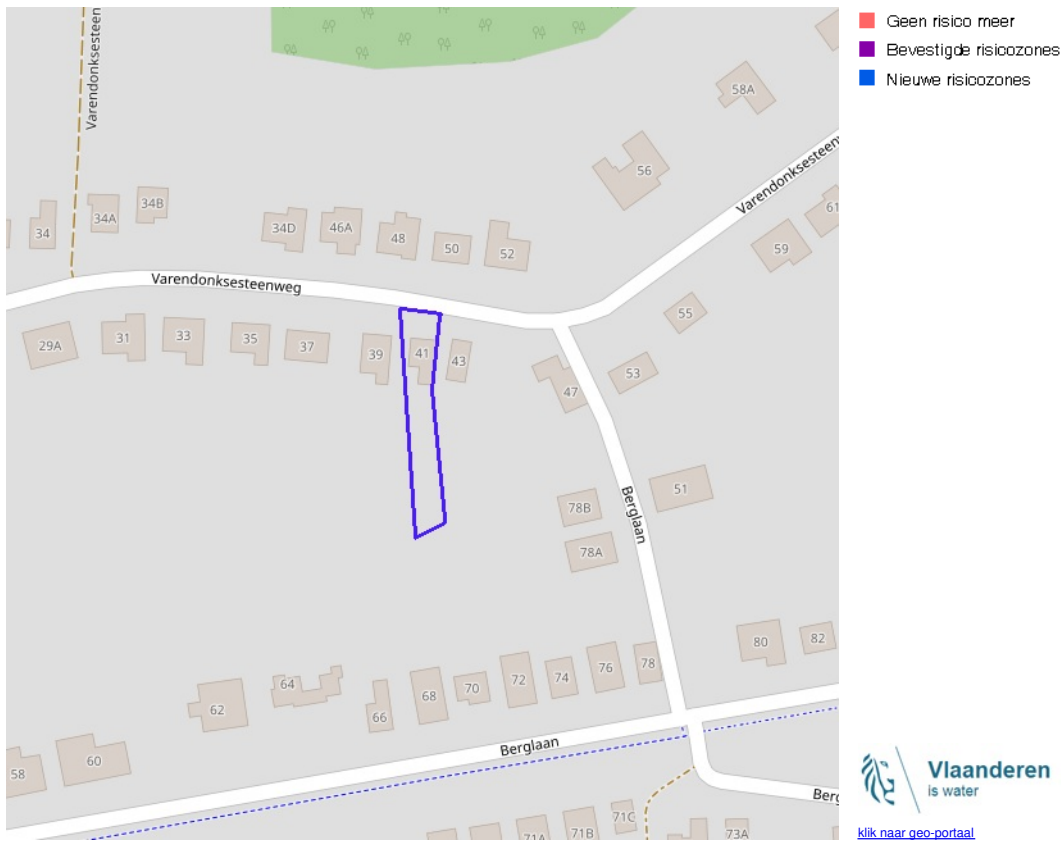 Geen risico meer
Bevestigde risicozones
Nieuwe risicozones
Varendonksesteen
58A
56
34
34A
34B
34D
46A
48
50
52
Varendonksesteenw
61
59
Varendonksesteenweg
55
29A
31
33
35
37
39
41
43
47
53
51
Berglaan
78B
78A
80
82
62
64
66
68
70
72
74
76
78
58
60
Berglaan
Berg
71A
71B
71C
73A
Vlaanderen
is water
klik naar geo-portaal